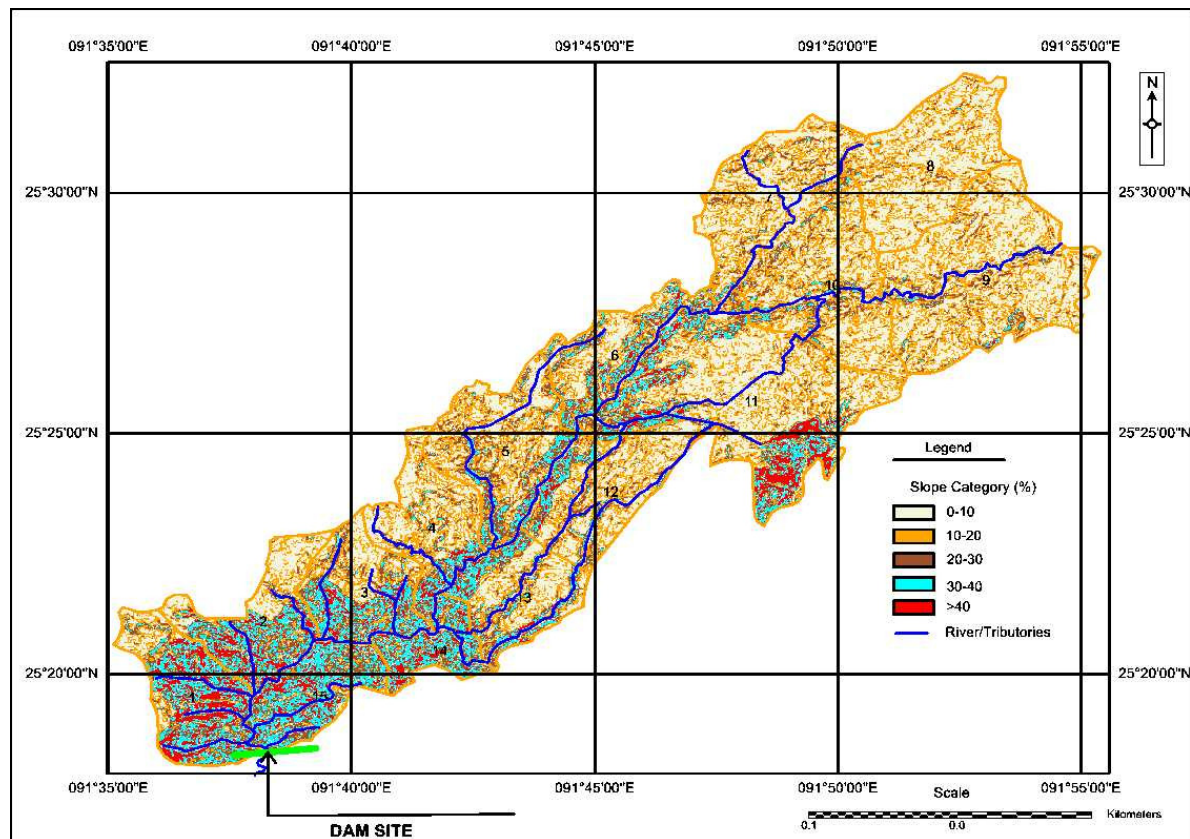 091°35'00"E 091°40'00"E 091°45'00"E 091°50'00"E 091°55'00"E
N
8
25°30'00"N 25°30'00"N
7
9
10
6
11
25°25'00"N 25°25'00"N
Legend
5
Slope Category (%)
12
0-10
4
10-20
20-30
3
30-40
13
>40
2
River/Tributories
14
25°20'00"N 25°20'00"N
1
15
091°35'00"E 091°40'00"E 091°45'00"E 091°50'00"E 091°55'00"E
Scale
Kilometers
0.1 0.0
DAM SITE